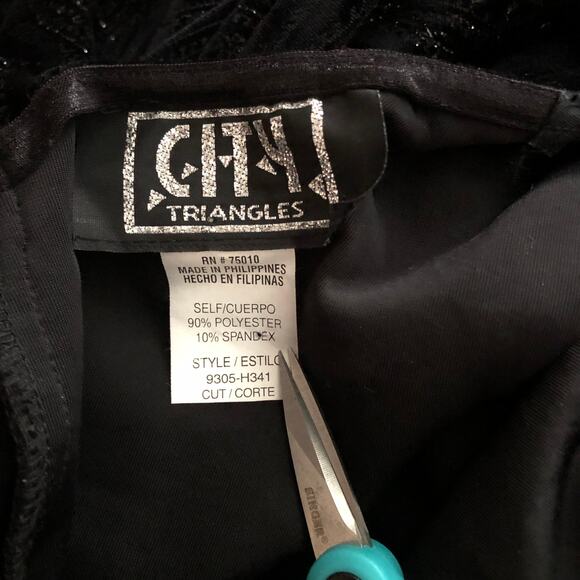 CITY
TRIANGLES
RN # 75010
MADE IN PHILIPPINES
HECHO EN FILIPINAS
SELF/CUERPO
90% POLYESTER
10% SPANDEX
STYLE / ESTILO
9305-H341
CUT / CORTE
SINGER®